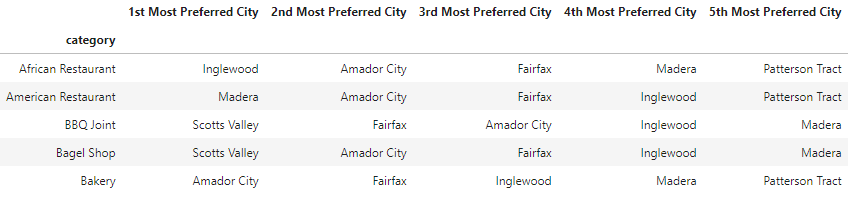 1st Most Preferred City 2nd Most Preferred City 3rd Most Preferred City 4th Most Preferred City 5th Most Preferred City
category
African Restaurant Inglewood Amador City Fairfax Madera Patterson Tract
American Restaurant Madera Amador City Fairfax Inglewood Patterson Tract
BBQ Joint Scotts Valley Fairfax Amador City Inglewood Madera
Bagel Shop Scotts Valley Amador City Fairfax Inglewood Madera
Bakery Amador City Fairfax Inglewood Madera Patterson Tract